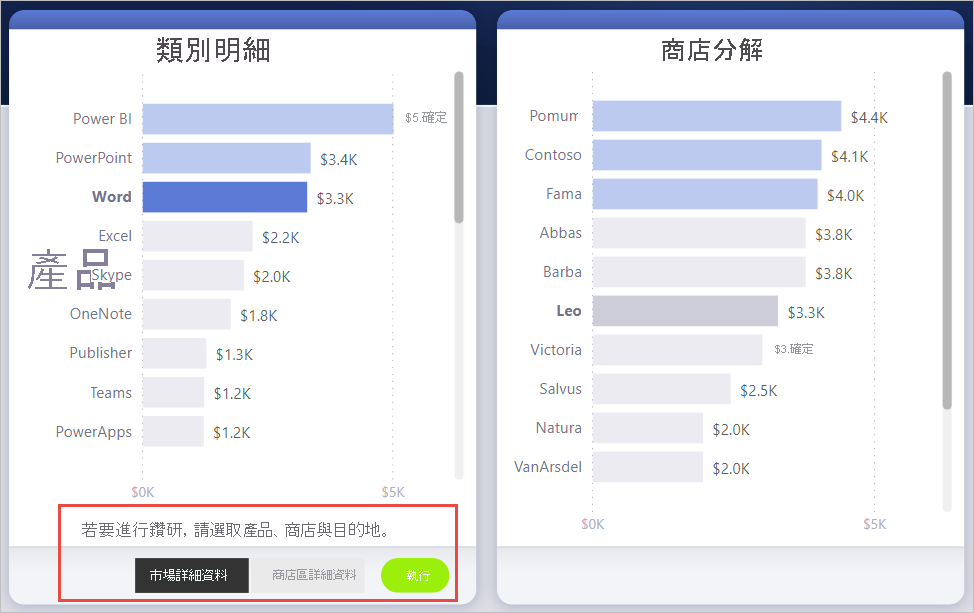 類別明細
Power BI $5.確定
PowerPoint $3.4K
Word $3.3K
Excel $2.2K
產品
Skype $2.0K
OneNote $1.8K
Publisher $1.3K
Teams $1.2K
PowerApps $1.2K
$0K $5K
若要進行鑽研，請選取產品、商店與目的地。
市場詳細資料 商店區詳細資料 執行
商店分解
Pomum $4.4K
Contoso $4.1K
Fama $4.0K
Abbas $3.8K
Barba $3.8K
Leo $3.3K
Victoria $3.確定
Salvus $2.5K
Natura $2.0K
VanArsdel $2.0K
$0K $5K